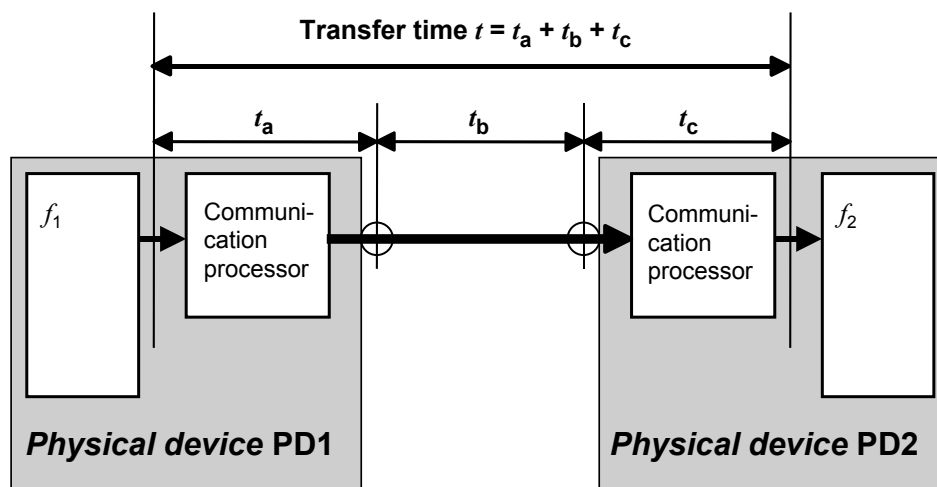 Transfer time t = ta + tb + tc
ta
tb
tc
f1
Communi-
cation
processor
Communi-
cation
processor
f2
Physical device PD1
Physical device PD2